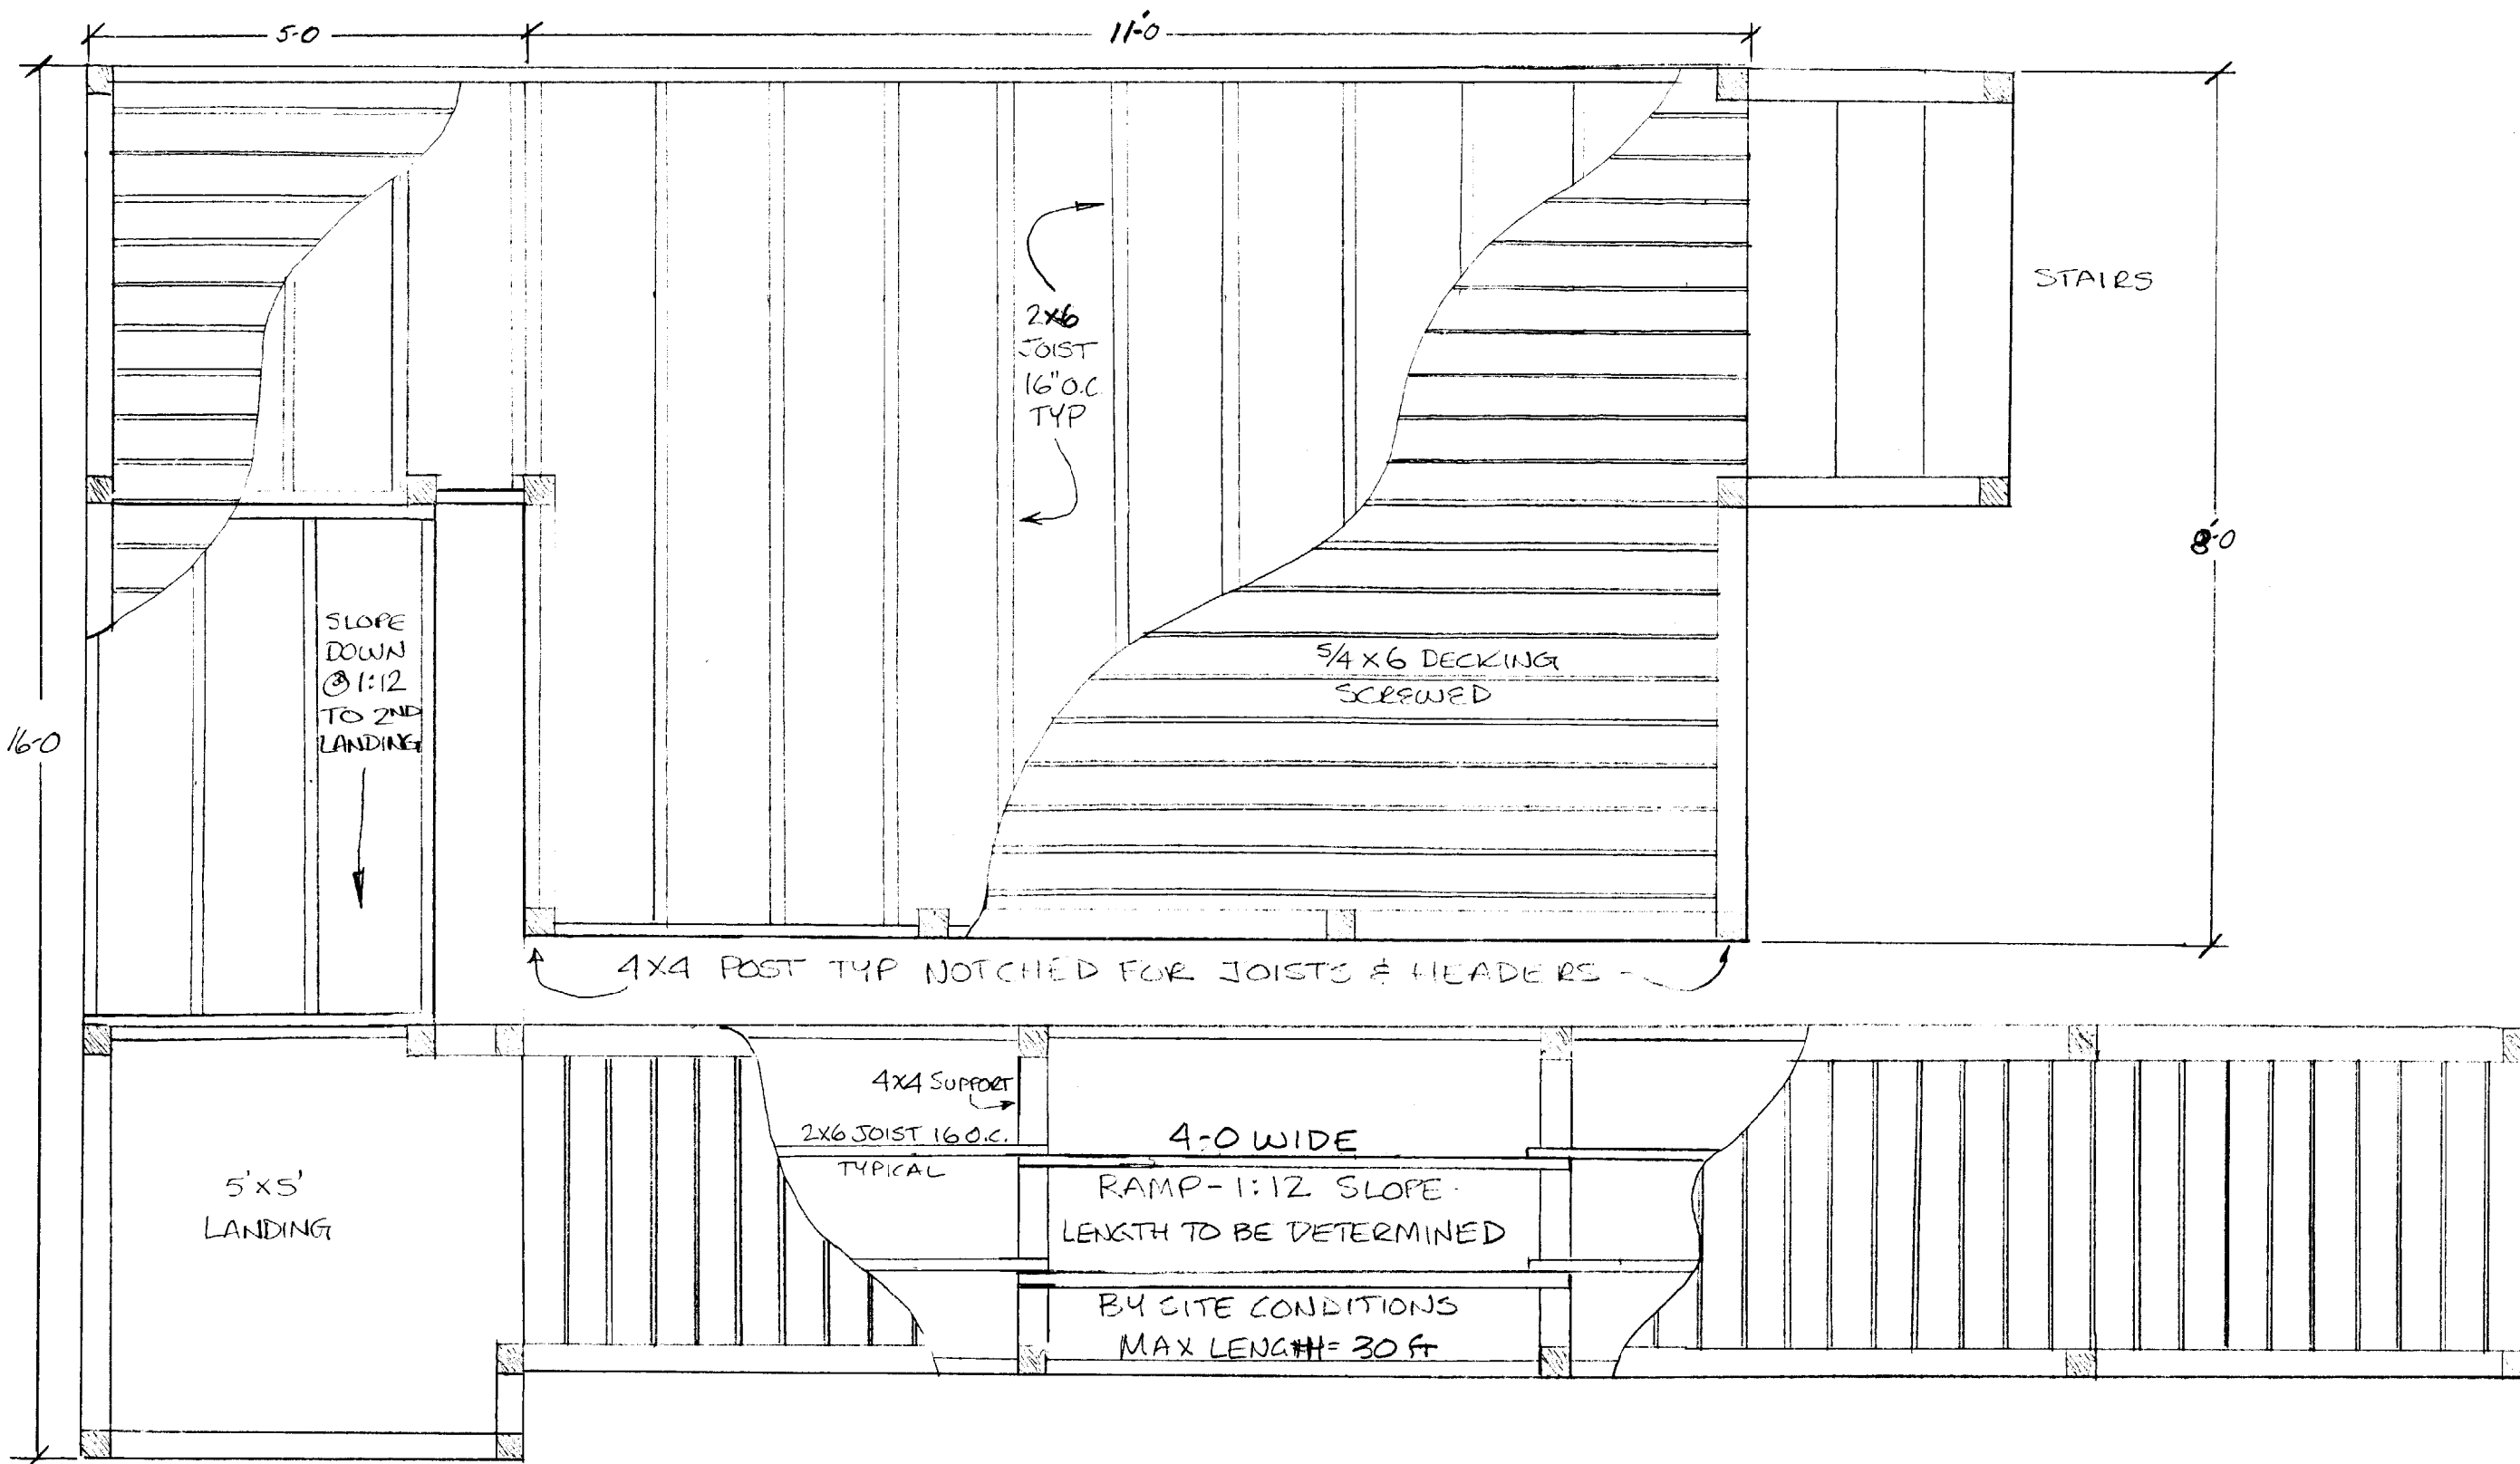 5-0
11'-0
STAIRS
2x6
JOIST
16" O.C.
TYP
8'-0
SLOPE
DOWN
@ 1:12
TO 2ND
LANDING
5/4 x 6 DECKING
SCREWED
16-0
4X4 POST TYP NOTCHED FOR JOISTS & HEADERS -
4X4 SUPPORT
2X6 JOIST 16 O.C.
TYPICAL
4-0 WIDE
RAMP - 1:12 SLOPE
LENGTH TO BE DETERMINED
BY SITE CONDITIONS
MAX LENGTH = 30 ft
5' x 5'
LANDING